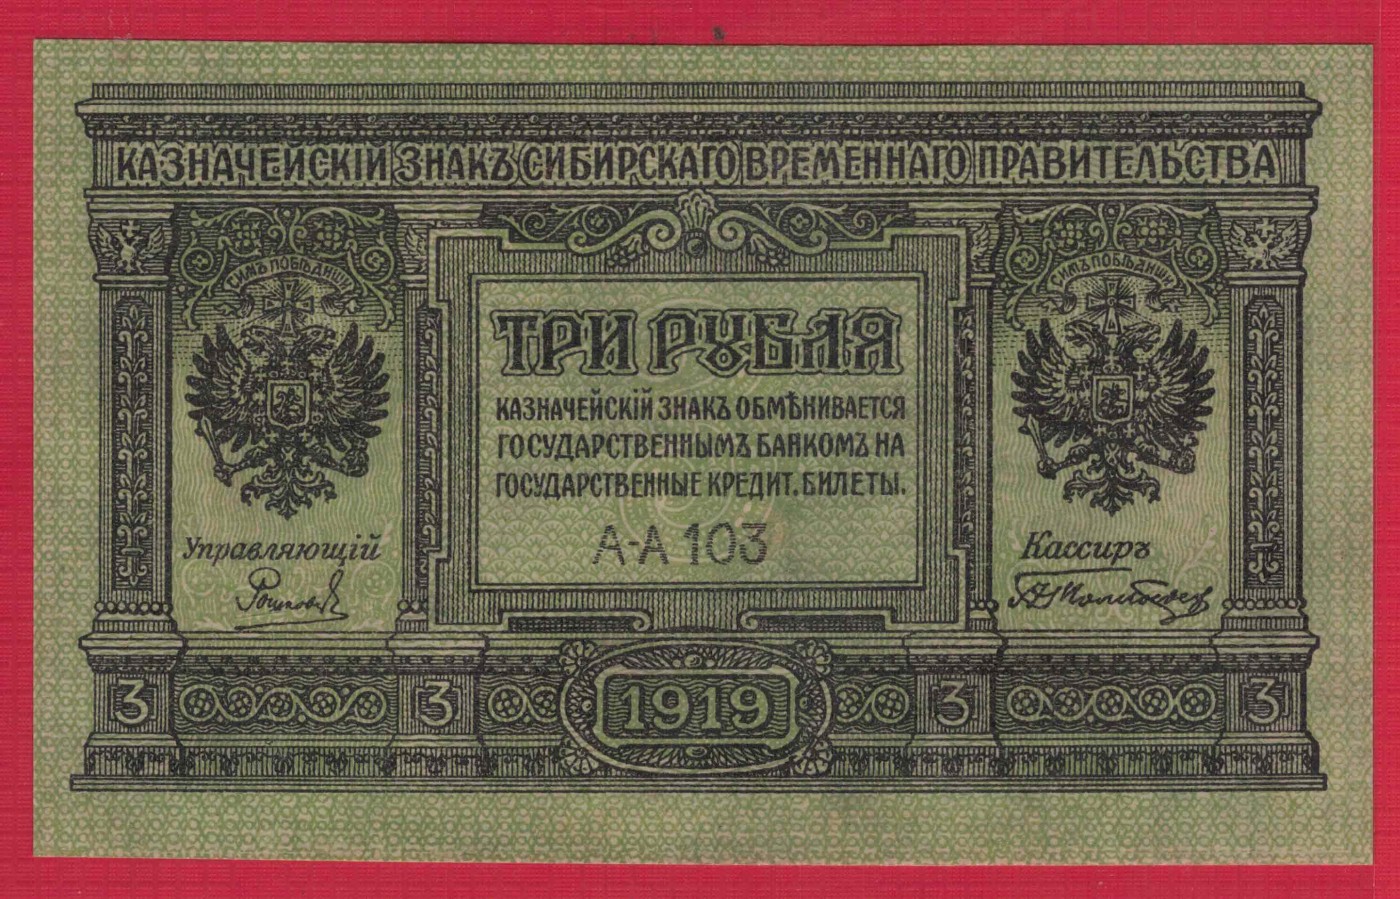 КАЗНАЧЕЙСКІЙ ЗНАКЪ СИБИРСКАГО ВРЕМЕННАГО ПРАВИТЕЛЬСТВА
СИМЪ ПОБѢДИШИ
СИМЪ ПОБѢДИШИ
ТРИ РУБЛЯ
КАЗНАЧЕЙСКІЙ ЗНАКЪ ОБМѢНИВАЕТСЯ
ГОСУДАРСТВЕННЫМЪ БАНКОМЪ НА
ГОСУДАРСТВЕННЫЕ КРЕДИТ. БИЛЕТЫ.
А-А 103
Управляющій
Кассиръ
3 3 1919 3 3